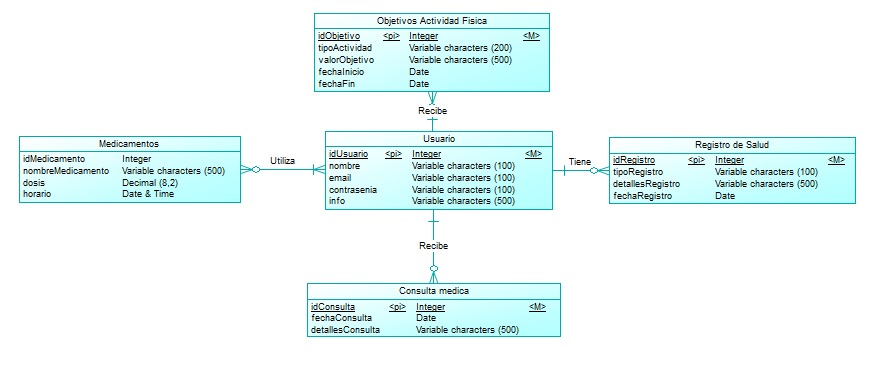 Objetivos Actividad Fisica
idObjetivo <pi> Integer <M>
tipoActividad Variable characters (200)
valorObjetivo Variable characters (500)
fechaInicio Date
fechaFin Date
Recibe
Medicamentos
idMedicamento Integer
nombreMedicamento Variable characters (500)
dosis Decimal (8,2)
horario Date & Time
Utiliza
Usuario
idUsuario <pi> Integer <M>
nombre Variable characters (100)
email Variable characters (100)
contrasenia Variable characters (100)
info Variable characters (500)
Tiene
Registro de Salud
idRegistro <pi> Integer <M>
tipoRegistro Variable characters (100)
detallesRegistro Variable characters (500)
fechaRegistro Date
Recibe
Consulta medica
idConsulta <pi> Integer <M>
fechaConsulta Date
detallesConsulta Variable characters (500)